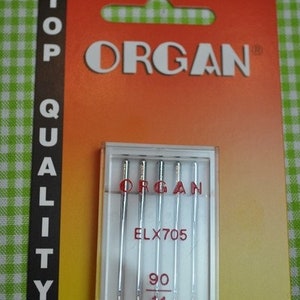 TOP QUALITY
ORGAN®
ORGAN
ELX705
90